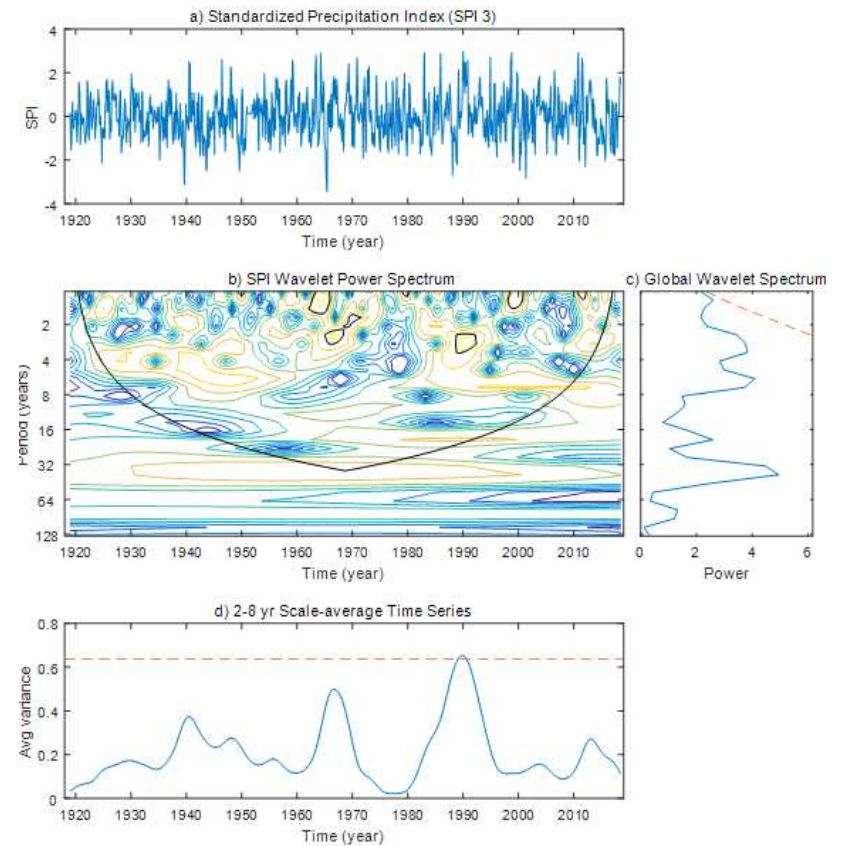 a) Standardized Precipitation Index (SPI 3)
4
2
0
-2
-4
SPI
1920 1930 1940 1950 1960 1970 1980 1990 2000 2010
Time (year)
b) SPI Wavelet Power Spectrum
2
4
8
16
32
64
128
Period (years)
1920 1930 1940 1950 1960 1970 1980 1990 2000 2010
Time (year)
c) Global Wavelet Spectrum
0 2 4 6
Power
d) 2-8 yr Scale-average Time Series
0.8
0.6
0.4
0.2
0
Avg variance
1920 1930 1940 1950 1960 1970 1980 1990 2000 2010
Time (year)